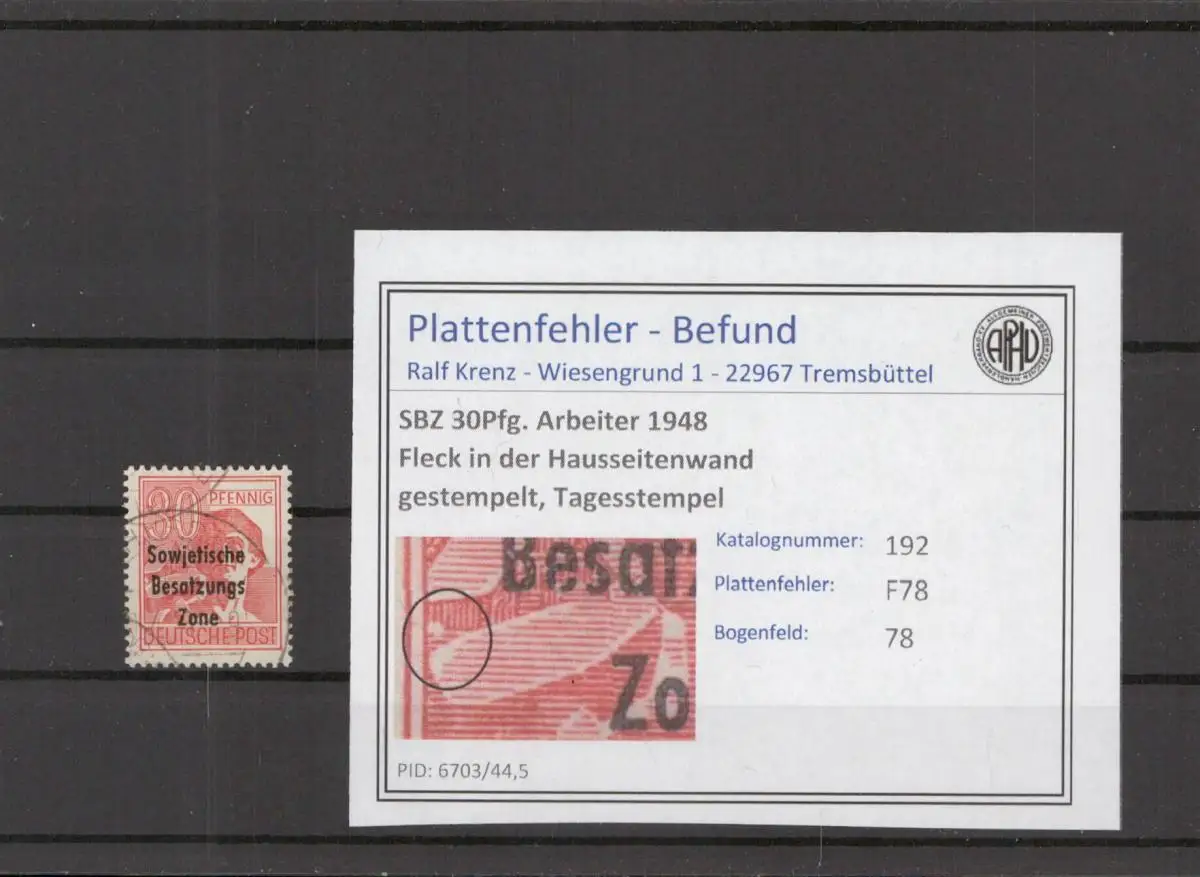 30 PFENNIG
Sowjetische
Besatzungs
Zone
DEUTSCHE POST
Plattenfehler - Befund
Ralf Krenz - Wiesengrund 1 - 22967 Tremsbüttel
APHV
SBZ 30Pfg. Arbeiter 1948
Fleck in der Hausseitenwand
gestempelt, Tagesstempel
Besatz
Zo
Katalognummer: 192
Plattenfehler: F78
Bogenfeld: 78
PID: 6703/44,5